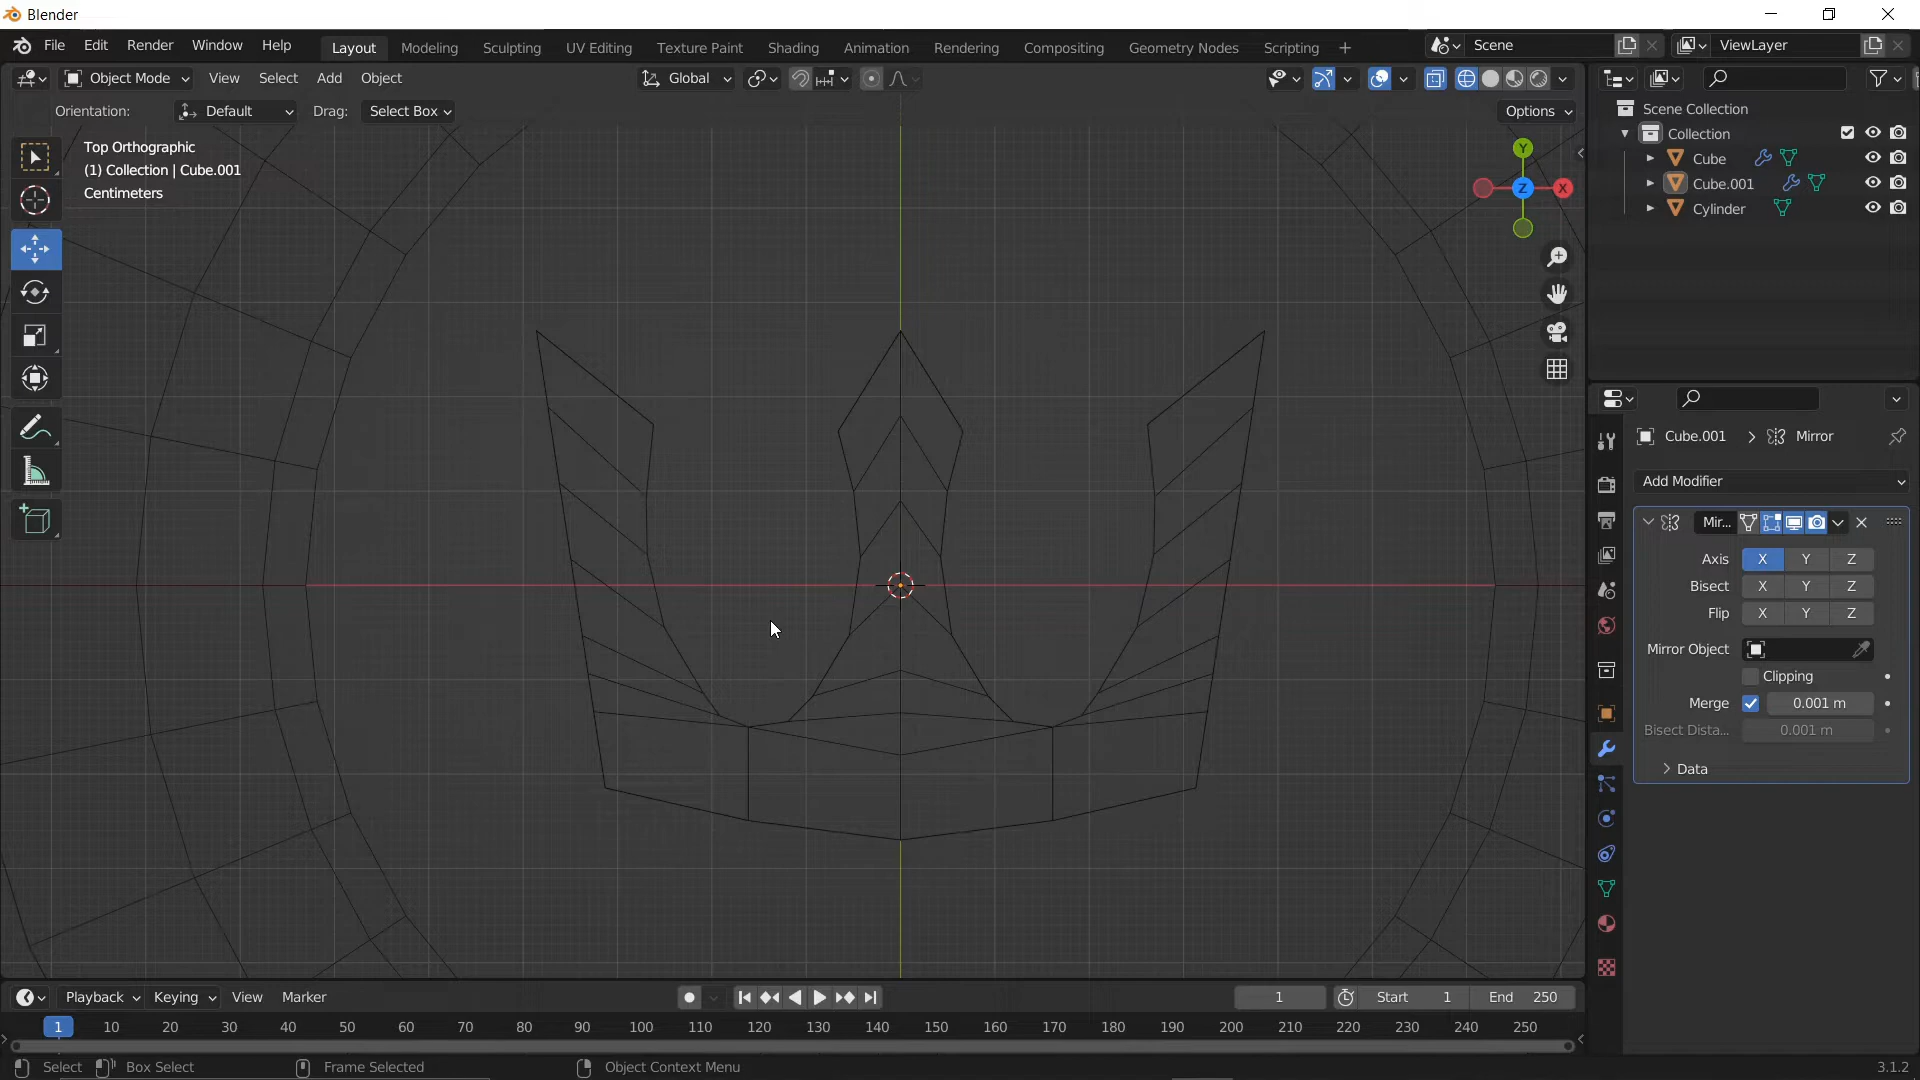 Blender
File Edit Render Window Help Layout Modeling Sculpting UV Editing Texture Paint Shading Animation Rendering Compositing Geometry Nodes Scripting + Scene ViewLayer
Object Mode View Select Add Object Global
Orientation: Default Drag: Select Box Options
Top Orthographic
(1) Collection | Cube.001
Centimeters
Y
X
Z
Scene Collection
Collection
Cube
Cube.001
Cylinder
Cube.001 > Mirror
Add Modifier
Mir...
Axis X Y Z
Bisect X Y Z
Flip X Y Z
Mirror Object
Clipping
Merge 0.001 m
Bisect Dista... 0.001 m
Data
Playback Keying View Marker 1 Start 1 End 250
1 10 20 30 40 50 60 70 80 90 100 110 120 130 140 150 160 170 180 190 200 210 220 230 240 250
Select Box Select Frame Selected Object Context Menu 3.1.2